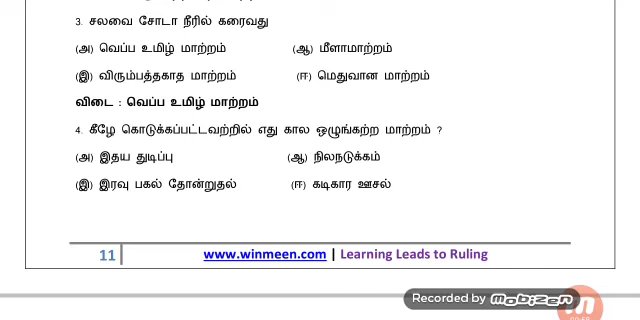 3. சலவை சோடா நீரில் கரைவது
(அ) வெப்ப உமிழ் மாற்றம் (ஆ) மீளாமாற்றம்
(இ) விரும்பத்தகாத மாற்றம் (ஈ) மெதுவான மாற்றம்
விடை : வெப்ப உமிழ் மாற்றம்
4. கீழே கொடுக்கப்பட்டவற்றில் எது கால ஒழுங்கற்ற மாற்றம் ?
(அ) இதய துடிப்பு (ஆ) நிலநடுக்கம்
(இ) இரவு பகல் தோன்றுதல் (ஈ) கடிகார ஊசல்
11 www.winmeen.com | Learning Leads to Ruling
Recorded by MOBIZEN